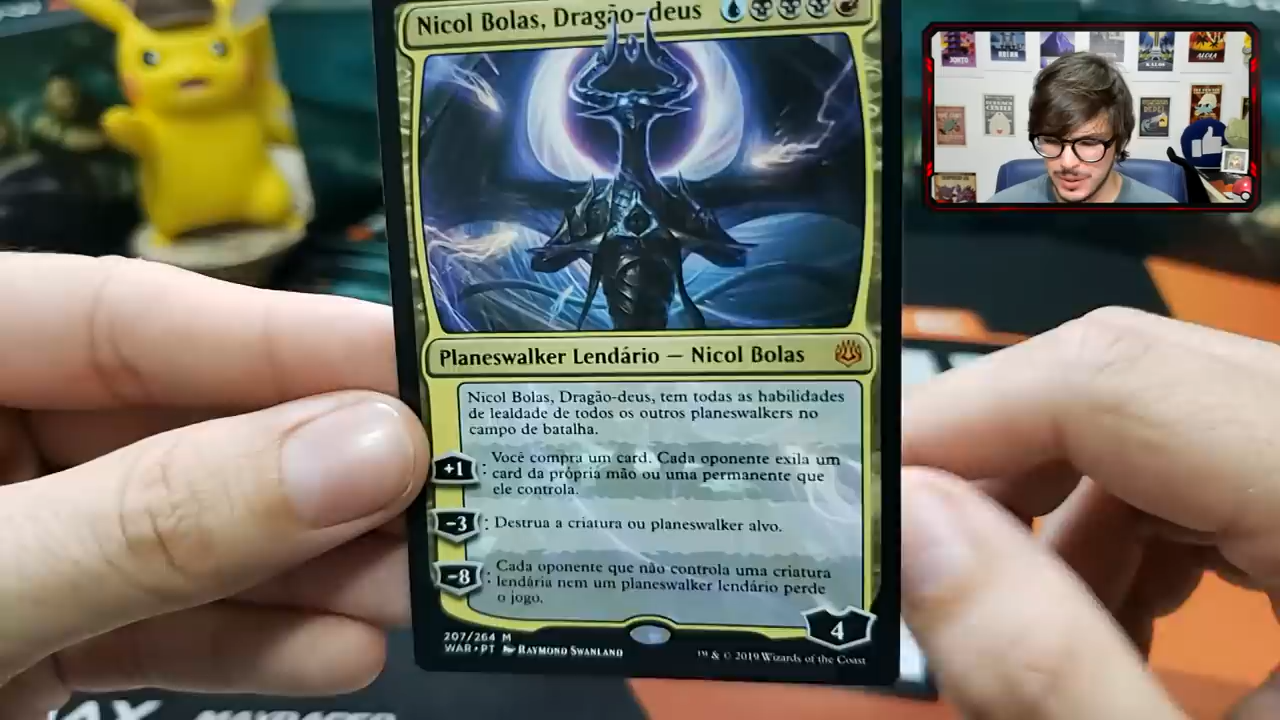 Nicol Bolas, Dragão-deus
Planeswalker Lendário — Nicol Bolas
Nicol Bolas, Dragão-deus, tem todas as habilidades
de lealdade de todos os outros planeswalkers no
campo de batalha.
+1: Você compra um card. Cada oponente exila um
card da própria mão ou uma permanente que
ele controla.
-3: Destrua a criatura ou planeswalker alvo.
-8: Cada oponente que não controla uma criatura
lendária nem um planeswalker lendário perde
o jogo.
4
207/264 M
WAR • PT Raymond Swanland
™ & © 2019 Wizards of the Coast